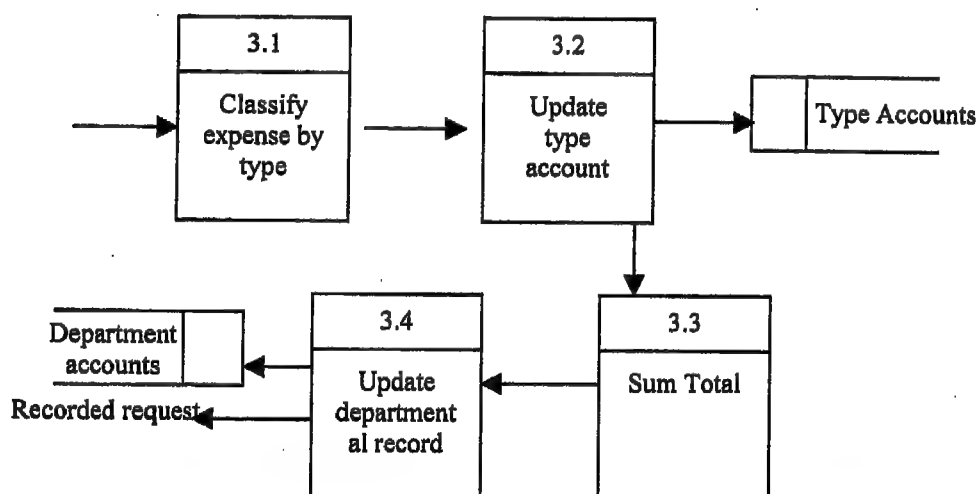 3.1
Classify
expense by
type
3.2
Update
type
account
Type Accounts
Department
accounts
Recorded request
3.4
Update
department
al record
3.3
Sum Total